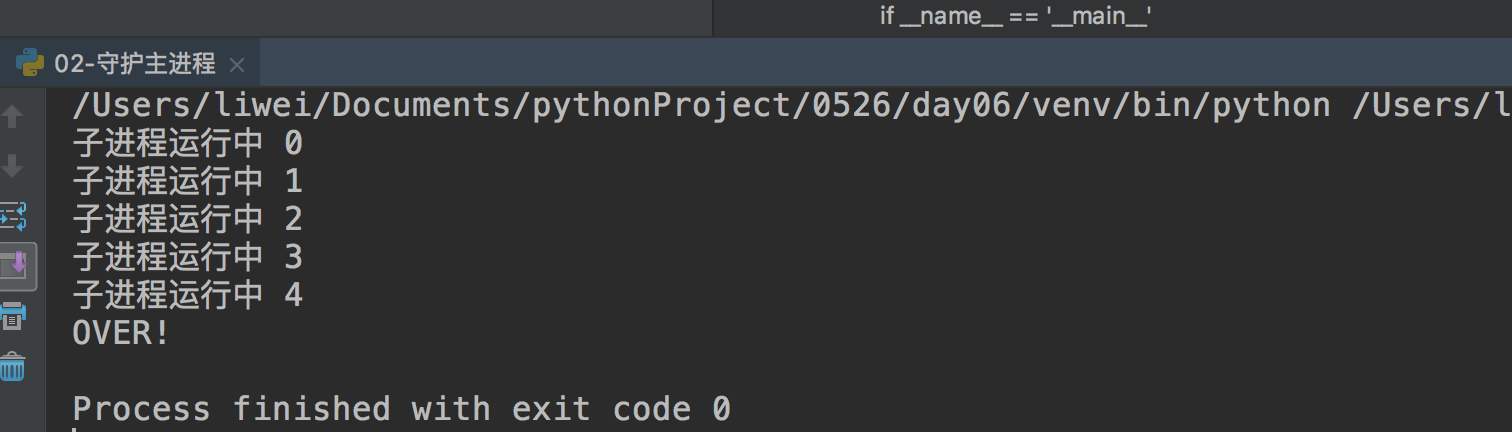 if __name__ == '__main__'
02-守护主进程
/Users/liwei/Documents/pythonProject/0526/day06/venv/bin/python /Users/l
子进程运行中 0
子进程运行中 1
子进程运行中 2
子进程运行中 3
子进程运行中 4
OVER!
Process finished with exit code 0